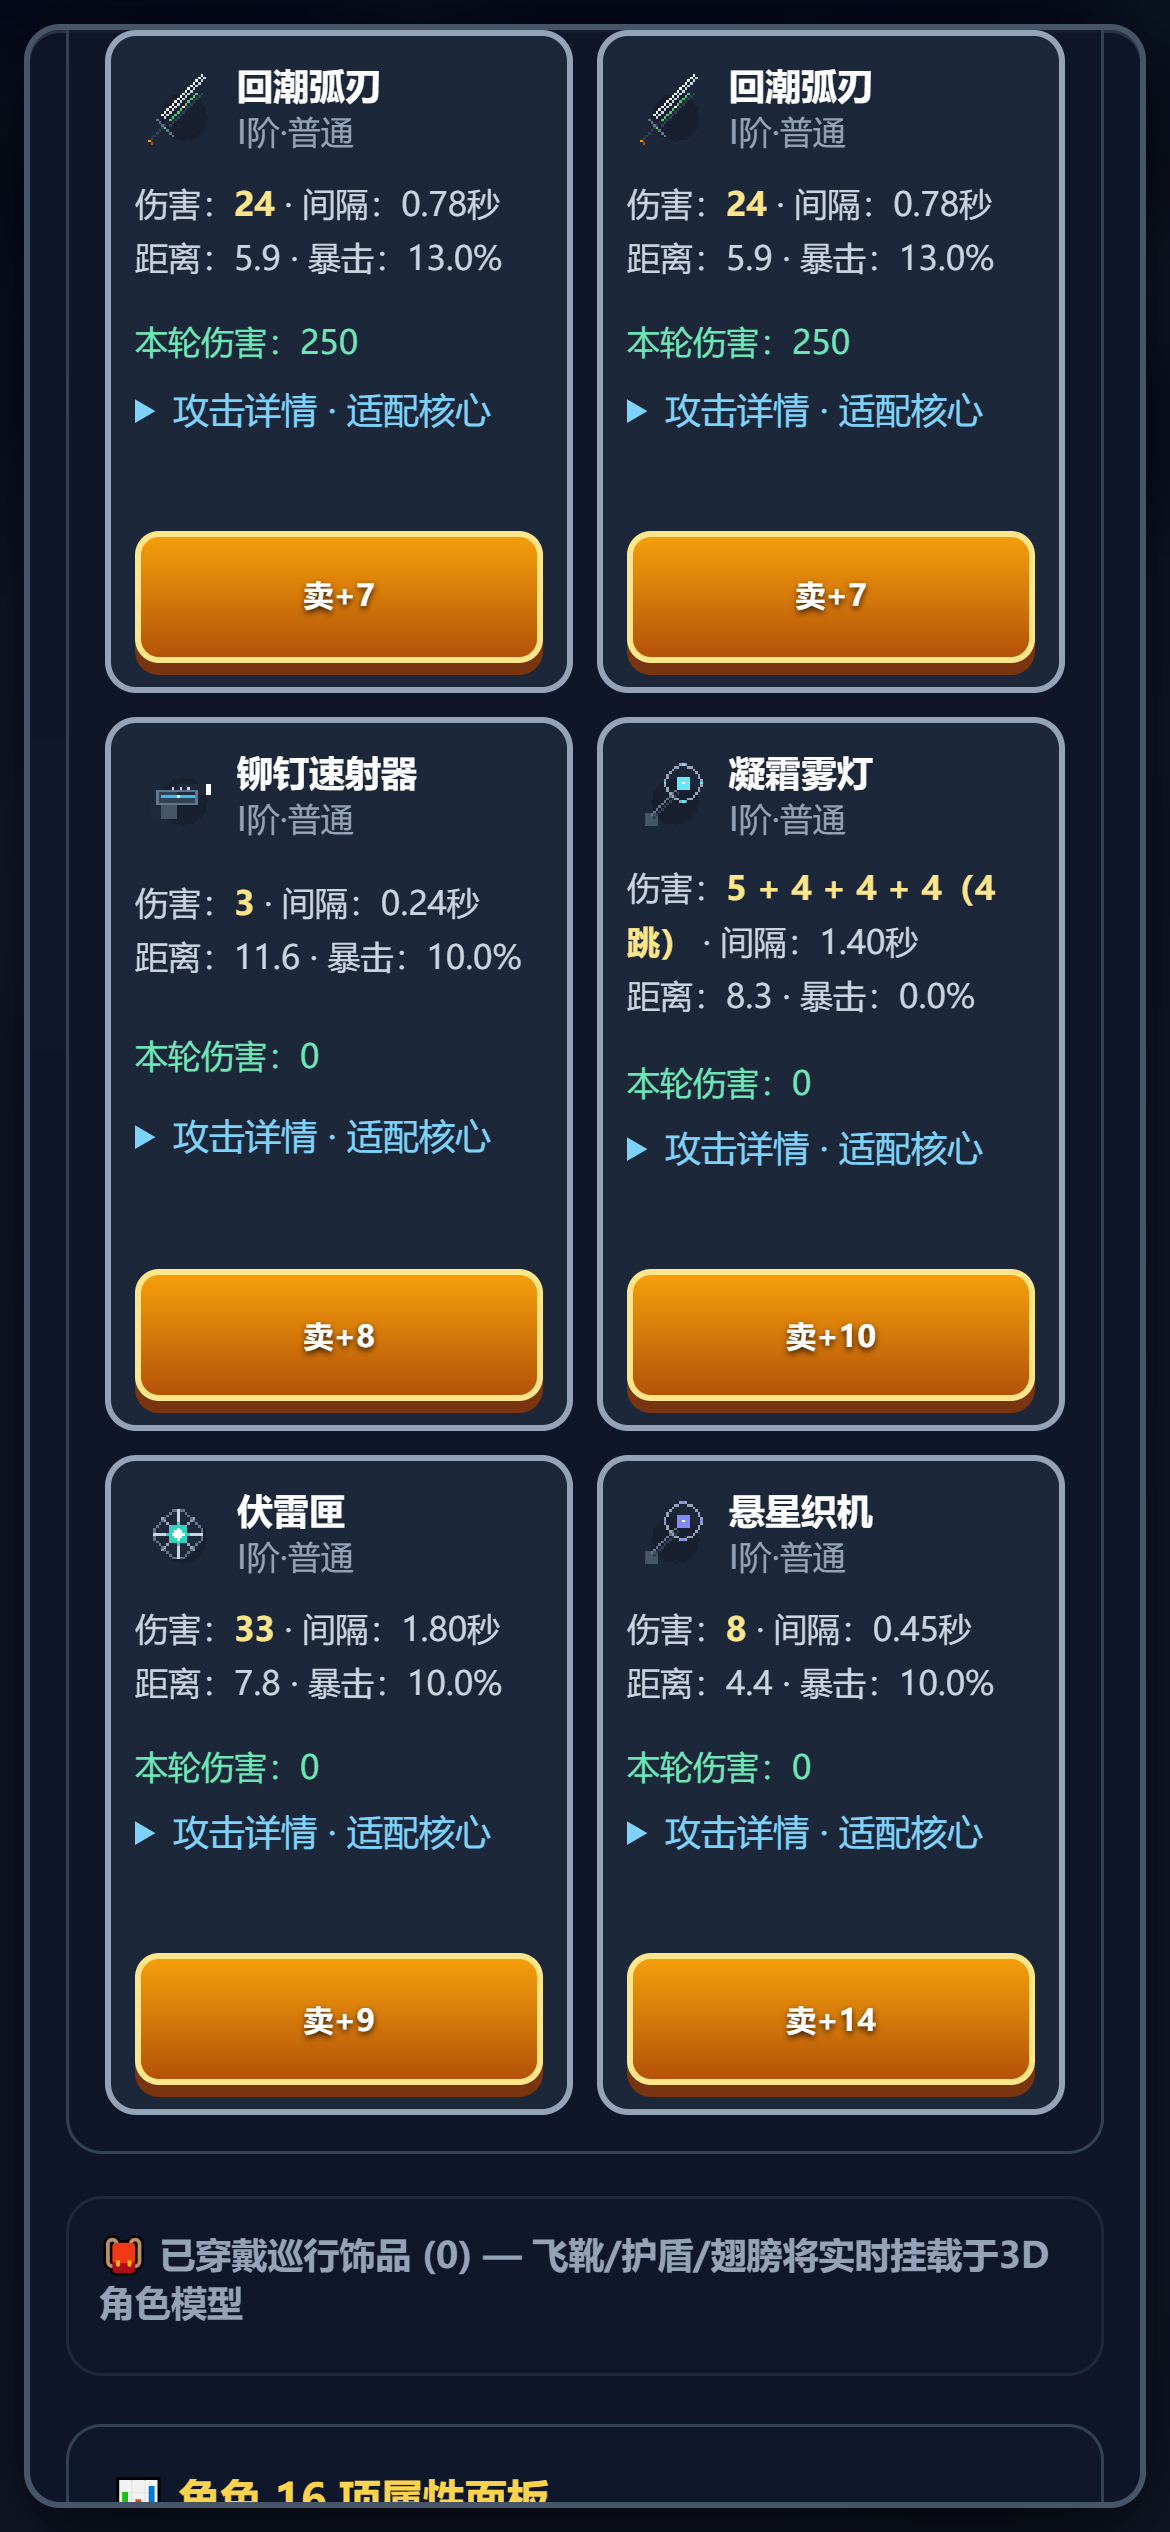 回潮弧刃
I阶·普通
伤害：24 · 间隔：0.78秒
距离：5.9 · 暴击：13.0%
本轮伤害：250
▶ 攻击详情 · 适配核心
卖+7
回潮弧刃
I阶·普通
伤害：24 · 间隔：0.78秒
距离：5.9 · 暴击：13.0%
本轮伤害：250
▶ 攻击详情 · 适配核心
卖+7
铆钉速射器
I阶·普通
伤害：3 · 间隔：0.24秒
距离：11.6 · 暴击：10.0%
本轮伤害：0
▶ 攻击详情 · 适配核心
卖+8
凝霜雾灯
I阶·普通
伤害：5 + 4 + 4 + 4（4
跳） · 间隔：1.40秒
距离：8.3 · 暴击：0.0%
本轮伤害：0
▶ 攻击详情 · 适配核心
卖+10
伏雷匣
I阶·普通
伤害：33 · 间隔：1.80秒
距离：7.8 · 暴击：10.0%
本轮伤害：0
▶ 攻击详情 · 适配核心
卖+9
悬星织机
I阶·普通
伤害：8 · 间隔：0.45秒
距离：4.4 · 暴击：10.0%
本轮伤害：0
▶ 攻击详情 · 适配核心
卖+14
🎒 已穿戴巡行饰品 (0) — 飞靴/护盾/翅膀将实时挂载于3D
角色模型
📊 角色 16 项属性面板